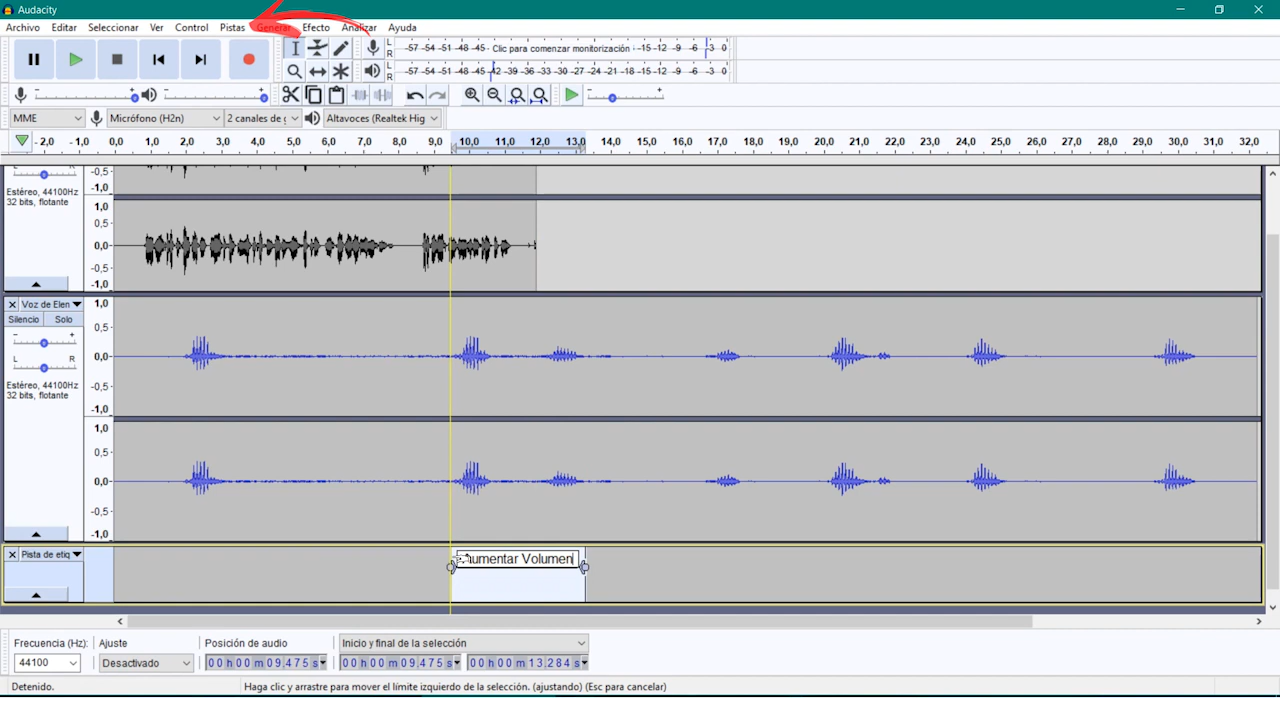 Audacity
Archivo Editar Seleccionar Ver Control Pistas Generar Efecto Analizar Ayuda
L -57 -54 -51 -48 -45 Clic para comenzar monitorización -15 -12 -9 -6 -3 0
R
L -57 -54 -51 -48 -45 -42 -39 -36 -33 -30 -27 -24 -21 -18 -15 -12 -9 -6 -3 0
R
- + - + - +
MME Micrófono (H2n) 2 canales de Altavoces (Realtek Hig
-2,0 -1,0 0,0 1,0 2,0 3,0 4,0 5,0 6,0 7,0 8,0 9,0 10,0 11,0 12,0 13,0 14,0 15,0 16,0 17,0 18,0 19,0 20,0 21,0 22,0 23,0 24,0 25,0 26,0 27,0 28,0 29,0 30,0 31,0 32,0
L R
Estéreo, 44100Hz
32 bits, flotante
-0,5
-1,0
1,0
0,5
0,0
-0,5
-1,0
Voz de Elen
Silencio Solo
- +
L R
Estéreo, 44100Hz
32 bits, flotante
1,0
0,5
0,0
-0,5
-1,0
1,0
0,5
0,0
-0,5
-1,0
Pista de etiq
Aumentar Volumen
Frecuencia (Hz): Ajuste Posición de audio Inicio y final de la selección
44100 Desactivado 00 h 00 m 09,475 s 00 h 00 m 09,475 s 00 h 00 m 13,284 s
Detenido. Haga clic y arrastre para mover el límite izquierdo de la selección. (ajustando) (Esc para cancelar)